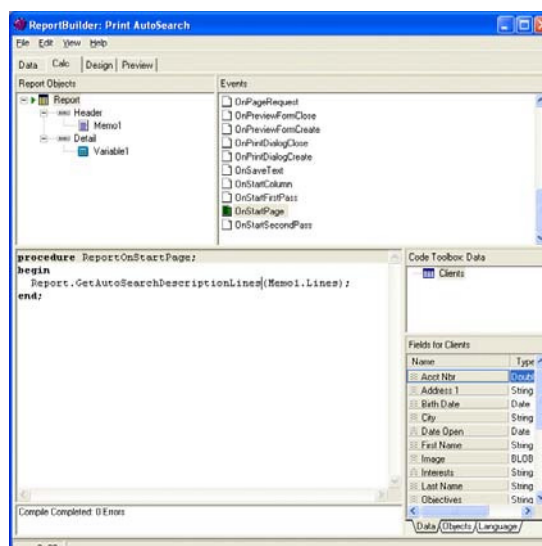 ReportBuilder: Print AutoSearch
File Edit View Help
Data Calc Design Preview
Report Objects
Report
Header
Memo1
Detail
Variable1
Events
OnPageRequest
OnPreviewFormClose
OnPreviewFormCreate
OnPrintDialogClose
OnPrintDialogCreate
OnSaveText
OnStartColumn
OnStartFirstPass
OnStartPage
OnStartSecondPass
procedure ReportOnStartPage;
begin
Report.GetAutoSearchDescriptionLines(Memo1.Lines);
end;
Compile Completed: 0 Errors
Code Toolbox: Data
Clients
Fields for Clients
Name Type
Acct Nbr Doubl
Address 1 String
Birth Date Date
City String
Date Open Date
First Name String
Image BLOB
Interests String
Last Name String
Objectives String
Data Objects Language